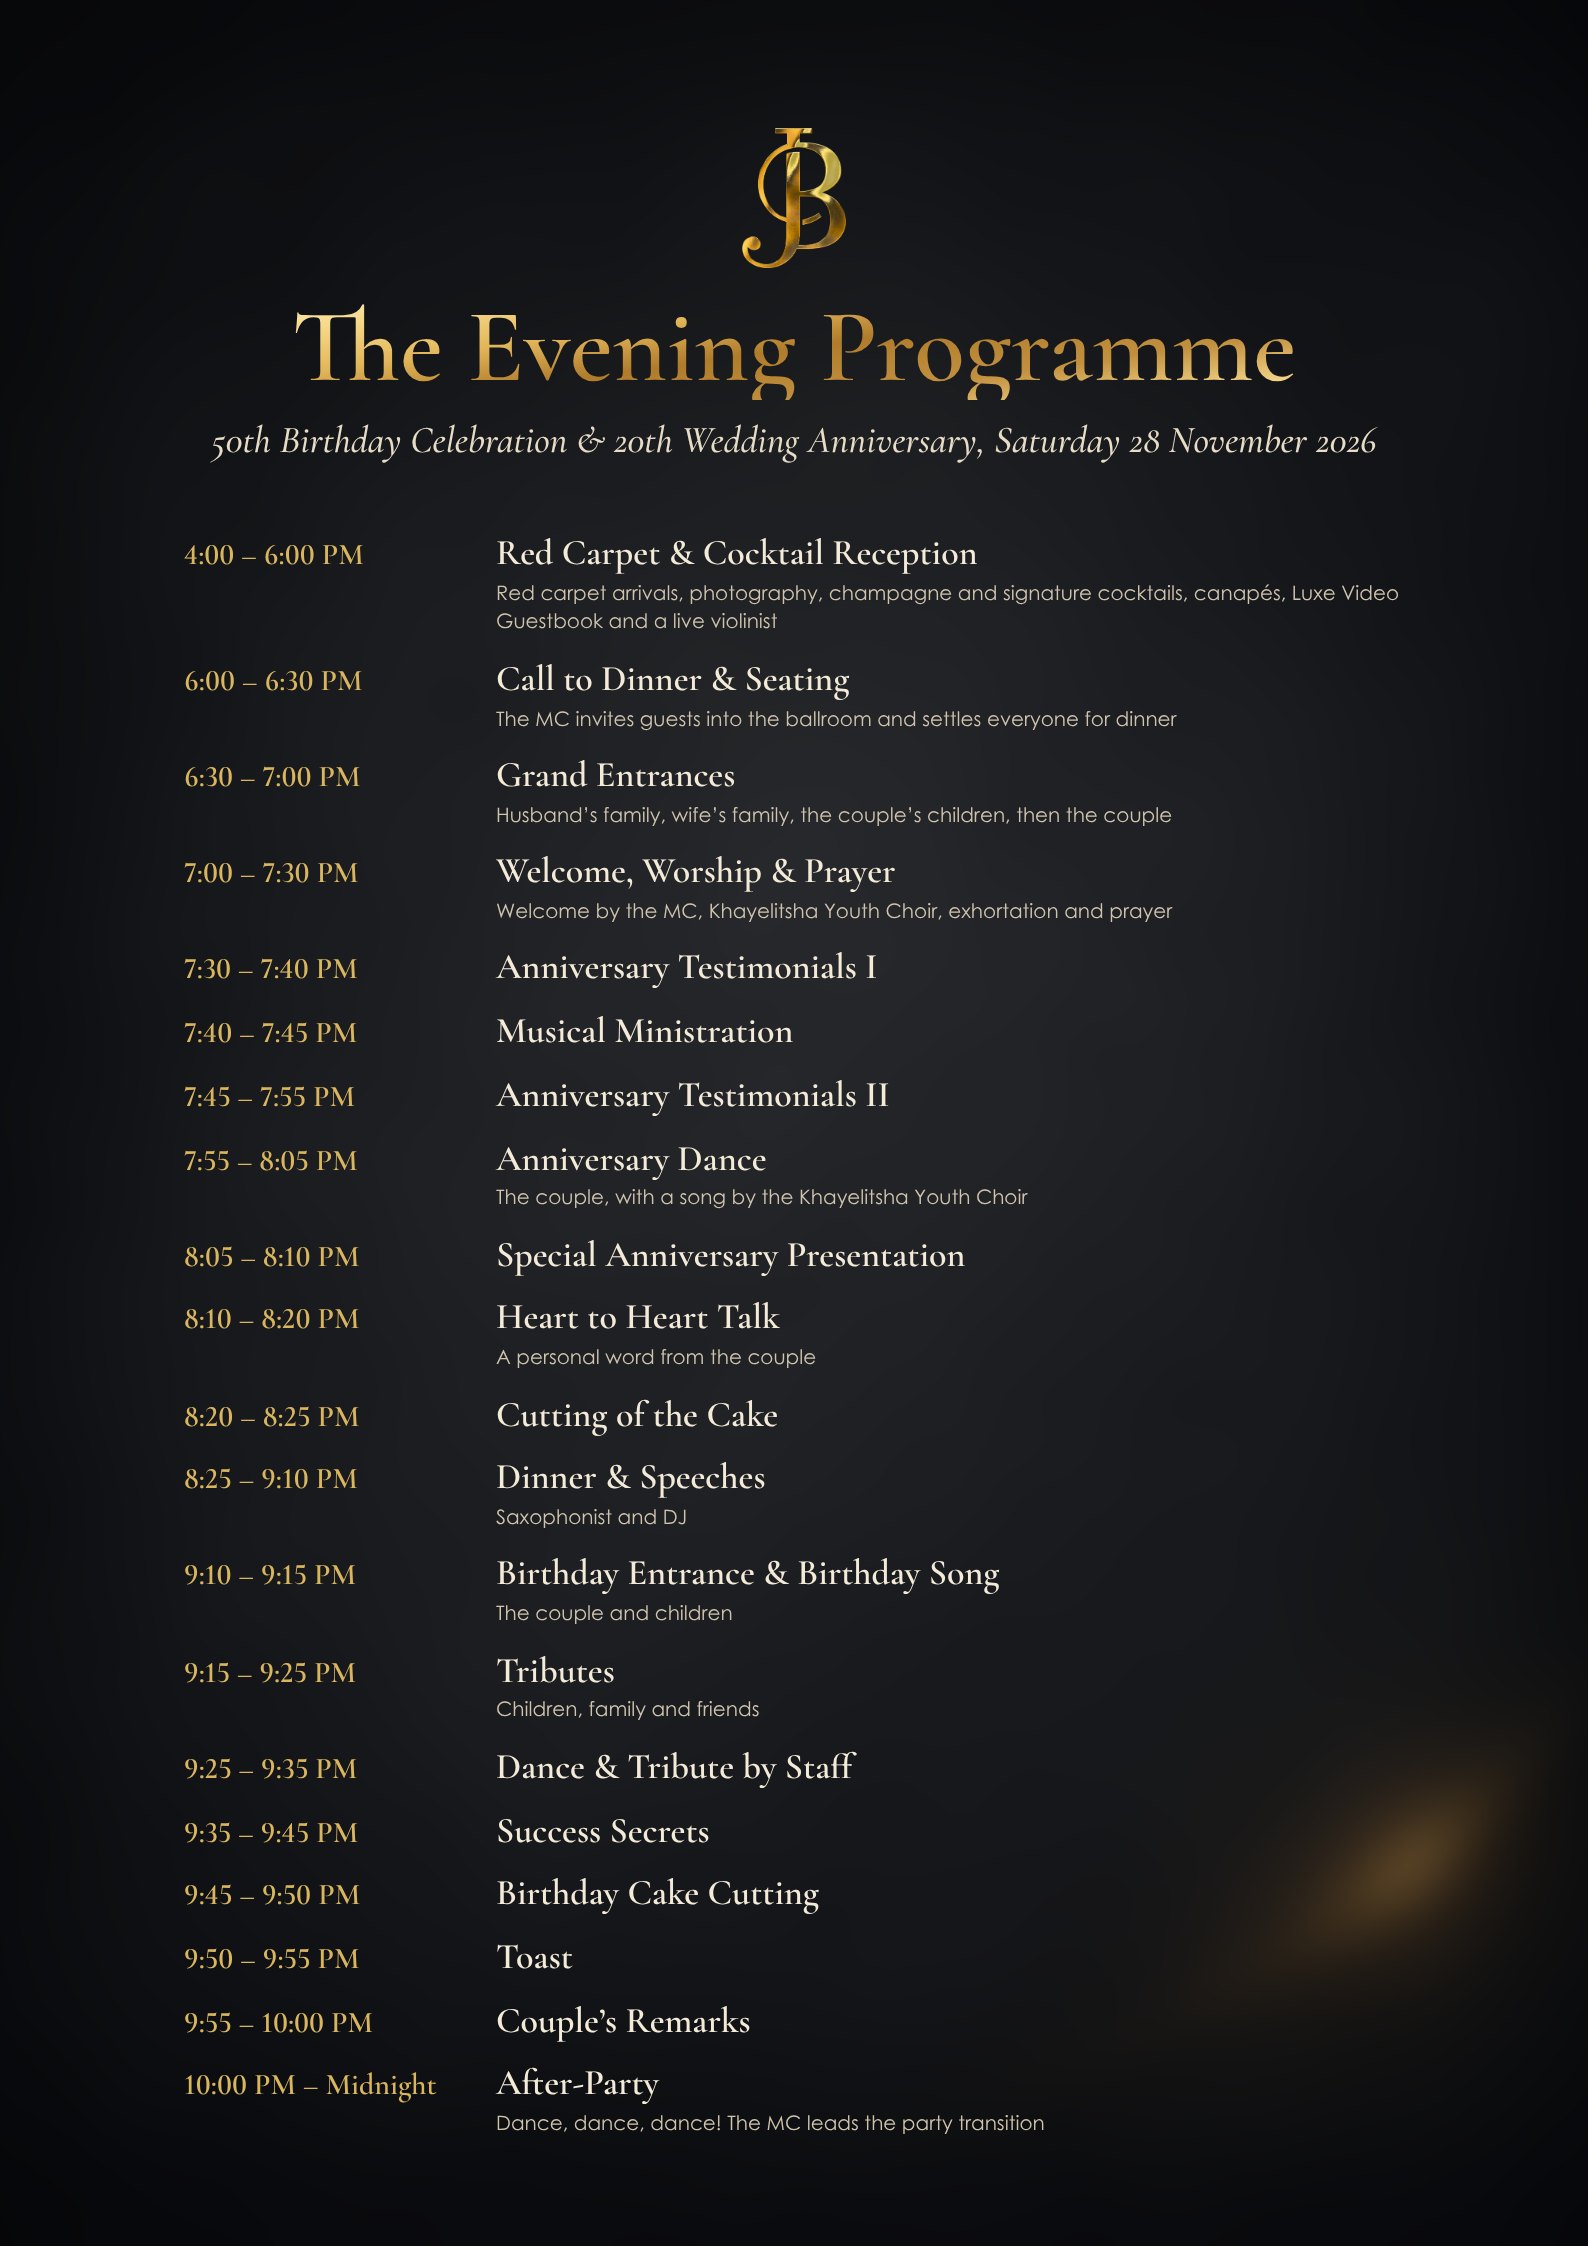 JB
The Evening Programme
50th Birthday Celebration & 20th Wedding Anniversary, Saturday 28 November 2026
4:00 – 6:00 PM Red Carpet & Cocktail Reception
Red carpet arrivals, photography, champagne and signature cocktails, canapés, Luxe Video
Guestbook and a live violinist
6:00 – 6:30 PM Call to Dinner & Seating
The MC invites guests into the ballroom and settles everyone for dinner
6:30 – 7:00 PM Grand Entrances
Husband’s family, wife’s family, the couple’s children, then the couple
7:00 – 7:30 PM Welcome, Worship & Prayer
Welcome by the MC, Khayelitsha Youth Choir, exhortation and prayer
7:30 – 7:40 PM Anniversary Testimonials I
7:40 – 7:45 PM Musical Ministration
7:45 – 7:55 PM Anniversary Testimonials II
7:55 – 8:05 PM Anniversary Dance
The couple, with a song by the Khayelitsha Youth Choir
8:05 – 8:10 PM Special Anniversary Presentation
8:10 – 8:20 PM Heart to Heart Talk
A personal word from the couple
8:20 – 8:25 PM Cutting of the Cake
8:25 – 9:10 PM Dinner & Speeches
Saxophonist and DJ
9:10 – 9:15 PM Birthday Entrance & Birthday Song
The couple and children
9:15 – 9:25 PM Tributes
Children, family and friends
9:25 – 9:35 PM Dance & Tribute by Staff
9:35 – 9:45 PM Success Secrets
9:45 – 9:50 PM Birthday Cake Cutting
9:50 – 9:55 PM Toast
9:55 – 10:00 PM Couple’s Remarks
10:00 PM – Midnight After-Party
Dance, dance, dance! The MC leads the party transition